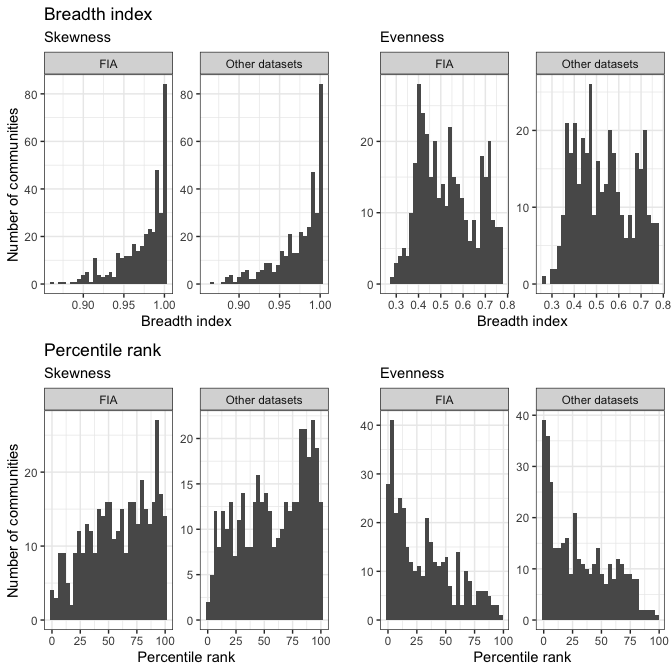 Breadth index
Skewness
Evenness
FIA
Other datasets
FIA
Other datasets
Number of communities
80
60
40
20
0
80
60
40
20
0
20
10
0
20
10
0
0.90 0.95 1.00
0.90 0.95 1.00
0.3 0.4 0.5 0.6 0.7 0.8
0.3 0.4 0.5 0.6 0.7 0.8
Breadth index
Breadth index
Percentile rank
Skewness
Evenness
FIA
Other datasets
FIA
Other datasets
Number of communities
20
10
0
20
15
10
5
0
40
30
20
10
0
40
30
20
10
0
0 25 50 75 100
0 25 50 75 100
0 25 50 75 100
0 25 50 75 100
Percentile rank
Percentile rank